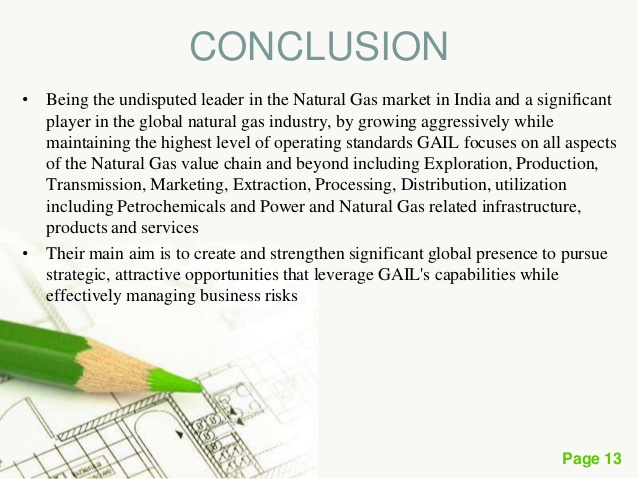 CONCLUSION
• Being the undisputed leader in the Natural Gas market in India and a significant
player in the global natural gas industry, by growing aggressively while
maintaining the highest level of operating standards GAIL focuses on all aspects
of the Natural Gas value chain and beyond including Exploration, Production,
Transmission, Marketing, Extraction, Processing, Distribution, utilization
including Petrochemicals and Power and Natural Gas related infrastructure,
products and services
• Their main aim is to create and strengthen significant global presence to pursue
strategic, attractive opportunities that leverage GAIL's capabilities while
effectively managing business risks
Page 13